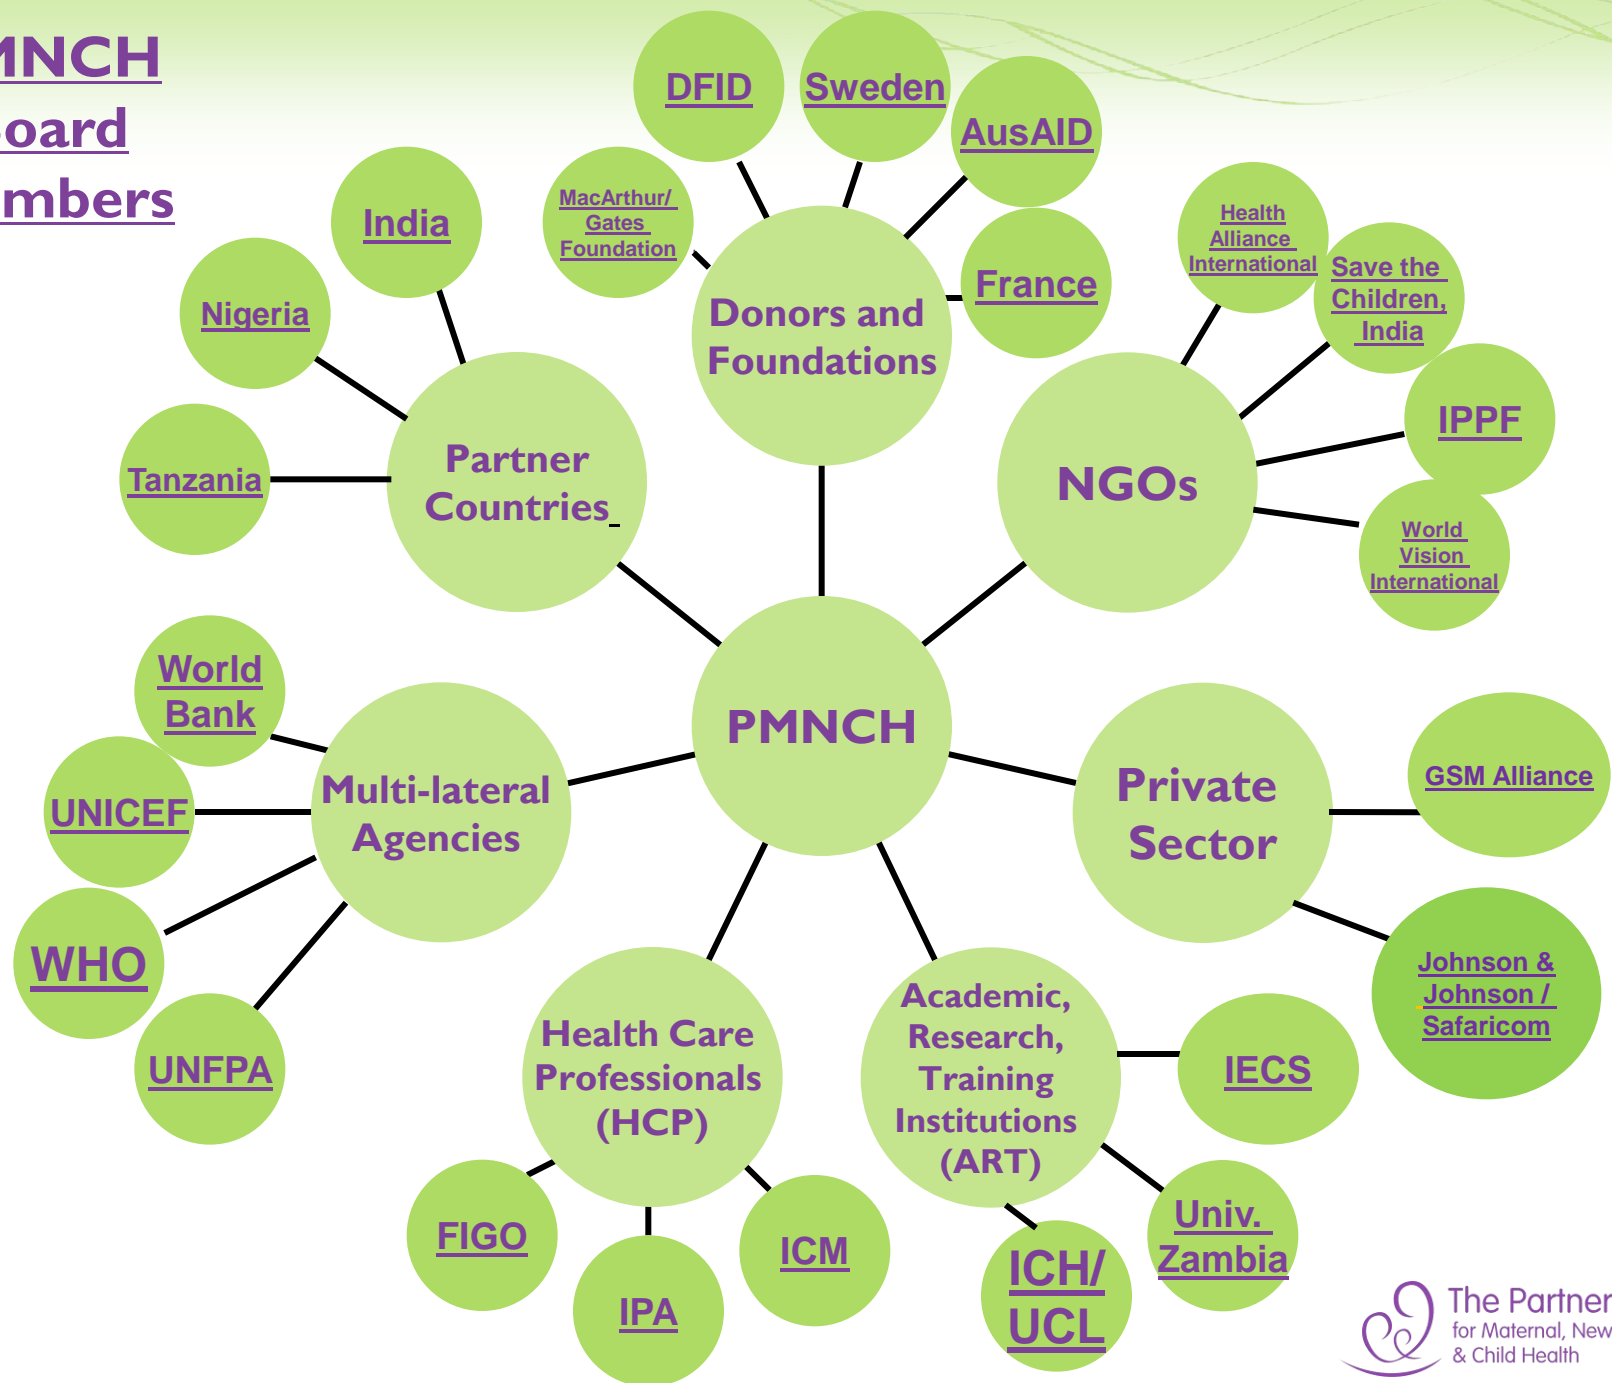 MNCH
Board
mbers
DFID
Sweden
AusAID
MacArthur/
Gates
Foundation
France
Donors and
Foundations
India
Nigeria
Tanzania
Partner
Countries
Health
Alliance
International
Save the
Children,
India
IPPF
World
Vision
International
NGOs
PMNCH
World
Bank
UNICEF
WHO
UNFPA
Multi-lateral
Agencies
Private
Sector
GSM Alliance
Johnson &
Johnson /
Safaricom
Health Care
Professionals
(HCP)
FIGO
IPA
ICM
Academic,
Research,
Training
Institutions
(ART)
IECS
Univ.
Zambia
ICH/
UCL
The Partner
for Maternal, New
& Child Health